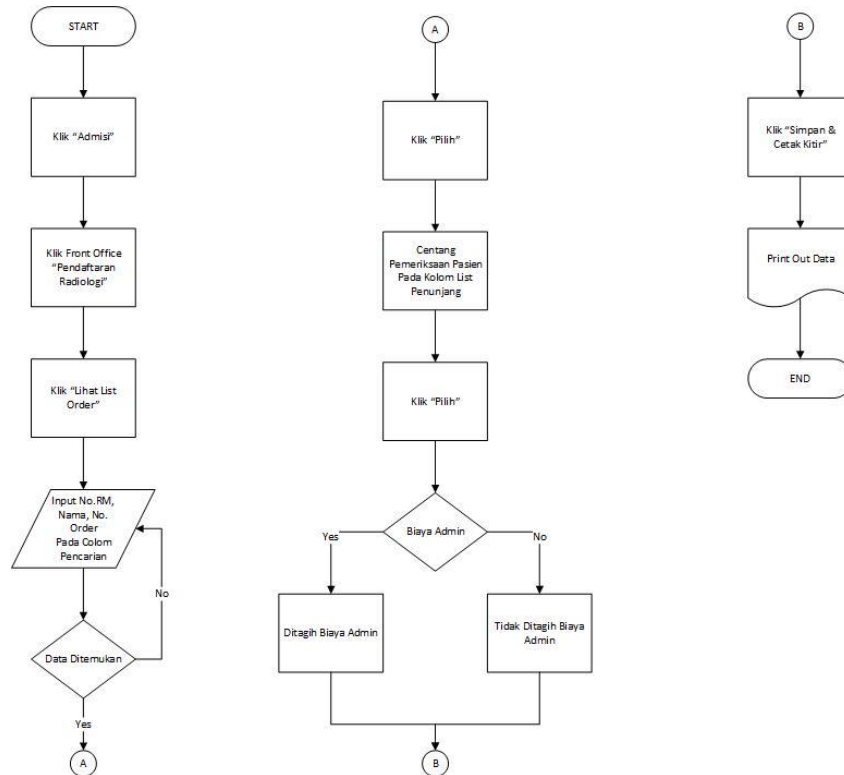 START
Klik “Admisi”
Klik Front Office
“Pendaftaran
Radiologi”
Klik “Lihat List
Order”
Input No.RM,
Nama, No.
Order
Pada Colom
Pencarian
No
Data Ditemukan
Yes
A
A
Klik “Pilih”
Centang
Pemeriksaan Pasien
Pada Kolom List
Penunjang
Klik “Pilih”
Biaya Admin
Yes
No
Ditagih Biaya Admin
Tidak Ditagih Biaya
Admin
B
B
Klik “Simpan &
Cetak Kitir”
Print Out Data
END